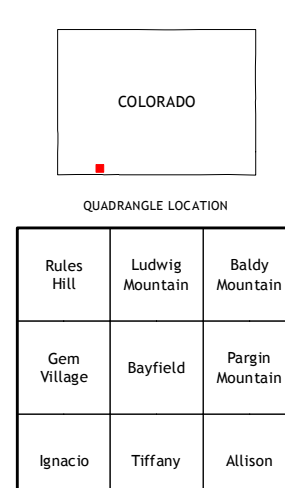 COLORADO
QUADRANGLE LOCATION
Rules
Hill
Ludwig
Mountain
Baldy
Mountain
Gem
Village
Bayfield
Pargin
Mountain
Ignacio
Tiffany
Allison